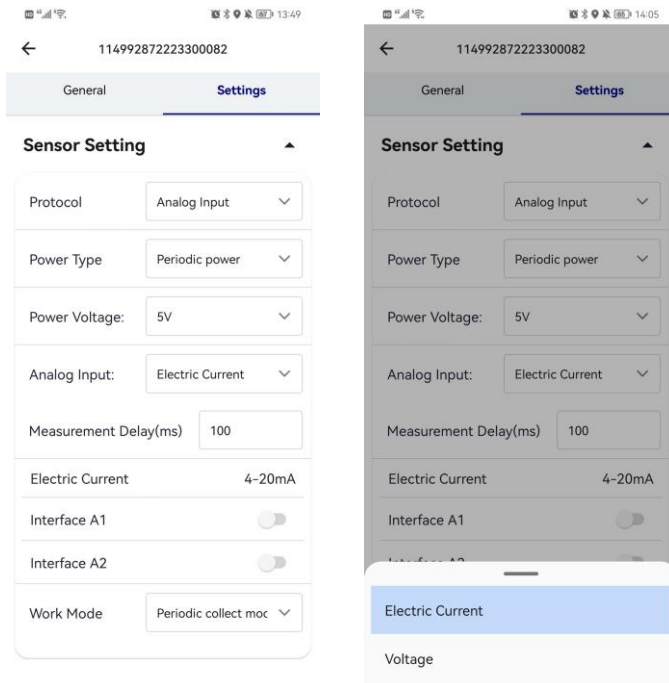 13:49
114992872223300082
General Settings
Sensor Setting
Protocol Analog Input
Power Type Periodic power
Power Voltage: 5V
Analog Input: Electric Current
Measurement Delay(ms) 100
Electric Current 4-20mA
Interface A1
Interface A2
Work Mode Periodic collect moc
14:05
114992872223300082
General Settings
Sensor Setting
Protocol Analog Input
Power Type Periodic power
Power Voltage: 5V
Analog Input: Electric Current
Measurement Delay(ms) 100
Electric Current 4-20mA
Interface A1
Interface A2
Electric Current
Voltage